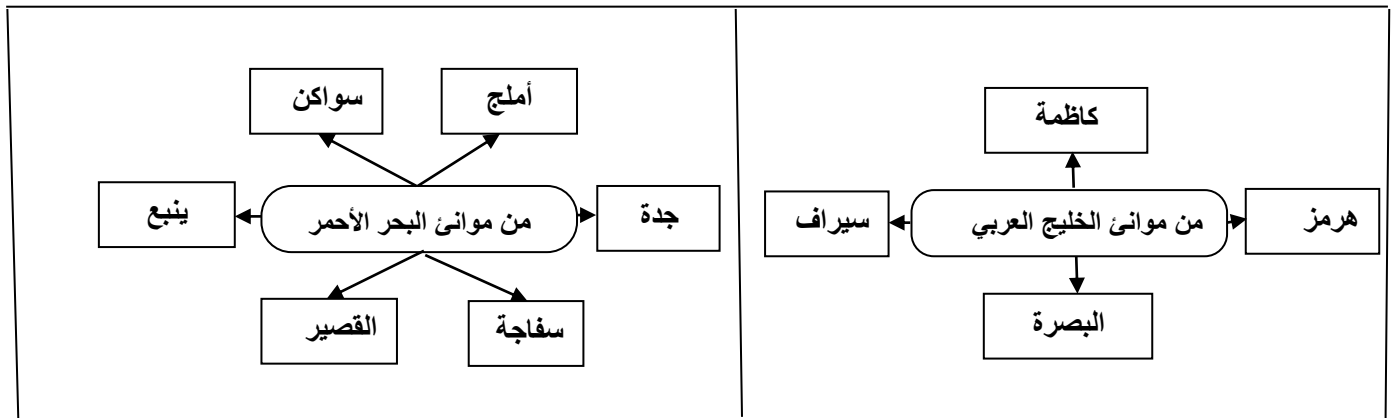 كاظمة
هرمز
من موانئ الخليج العربي
سيراف
البصرة
أملج
سواكن
جدة
من موانئ البحر الأحمر
ينبع
سفاجة
القصير